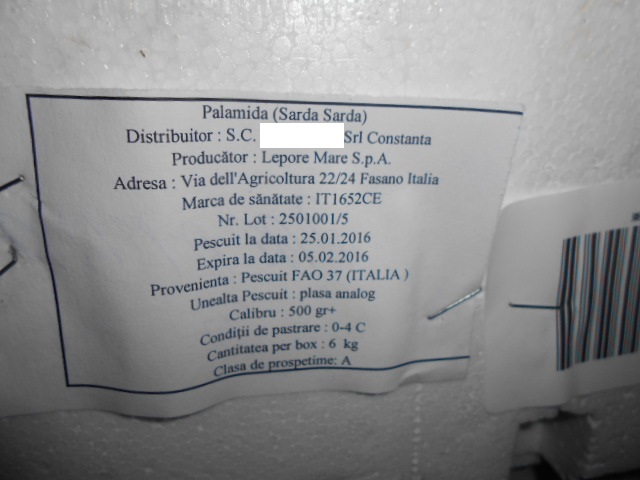 Palamida (Sarda Sarda)
Distribuitor : S.C. Srl Constanta
Producător : Lepore Mare S.p.A.
Adresa : Via dell'Agricoltura 22/24 Fasano Italia
Marca de sănătate : IT1652CE
Nr. Lot : 2501001/5
Pescuit la data : 25.01.2016
Expira la data : 05.02.2016
Provenienta : Pescuit FAO 37 (ITALIA )
Unealta Pescuit : plasa analog
Calibru : 500 gr+
Condiții de pastrare : 0-4 C
Cantitatea per box : 6 kg
Clasa de prospetime: A